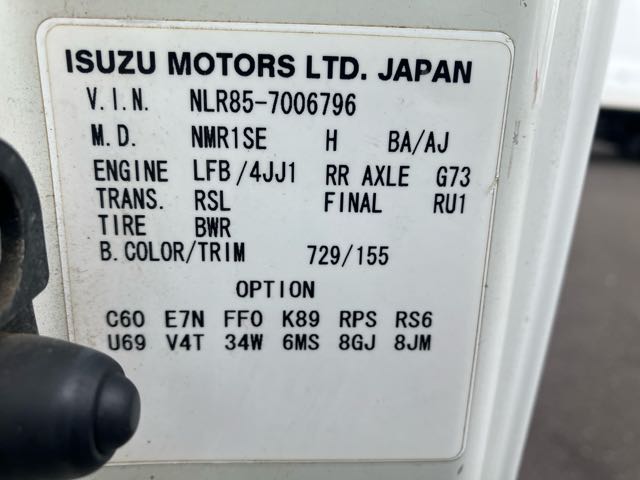 ISUZU MOTORS LTD. JAPAN
V.I.N. NLR85-7006796
M.D. NMR1SE H BA/AJ
ENGINE LFB/4JJ1 RR AXLE G73
TRANS. RSL FINAL RU1
TIRE BWR
B.COLOR/TRIM 729/155
OPTION
C60 E7N FF0 K89 RPS RS6
U69 V4T 34W 6MS 8GJ 8JM